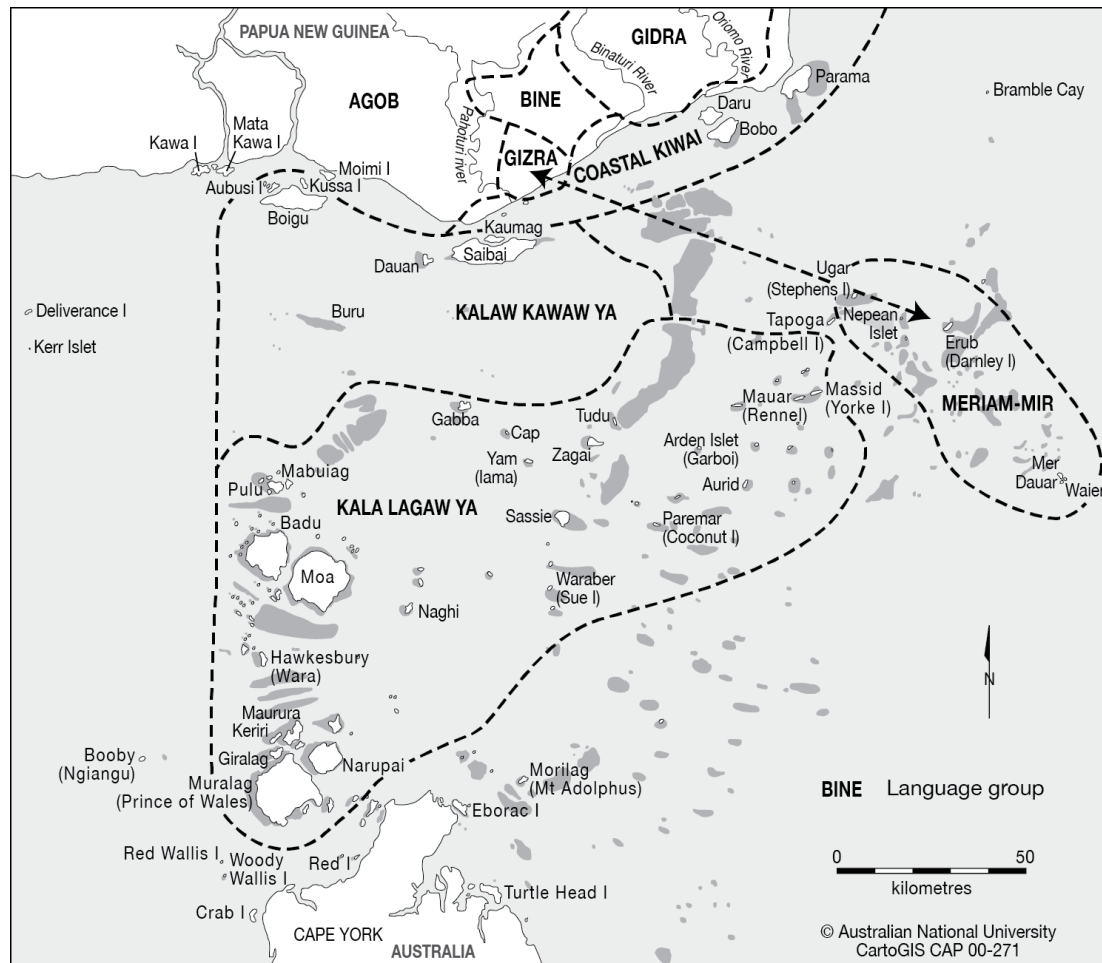 PAPUA NEW GUINEA
GIDRA
Oriomo River
Binaturi River
Parama
Bramble Cay
AGOB
BINE
Pahoturi river
Daru
Bobo
Kawa I
Mata
Kawa I
GIZRA
COASTAL KIWAI
Moimi I
Aubusi I
Kussa I
Boigu
Kaumag
Saibai
Dauan
Ugar
(Stephens I)
Deliverance I
Buru
KALAW KAWAW YA
Tapoga
(Campbell I)
Nepean
Islet
Erub
(Darnley I)
Kerr Islet
Gabba
Cap
Tudu
Mauar
(Rennel)
Massid
(Yorke I)
MERIAM-MIR
Yam
(Iama)
Zagai
Arden Islet
(Garboi)
Mabuiag
Pulu
Aurid
Mer
Dauar
Waier
KALA LAGAW YA
Badu
Sassie
Paremar
(Coconut I)
Moa
Waraber
(Sue I)
Naghi
Hawkesbury
(Wara)
N
Maurura
Keriri
Booby
(Ngiangu)
Giralag
Narupai
Muralag
(Prince of Wales)
Morilag
(Mt Adolphus)
Eborac I
BINE Language group
Red Wallis I
Woody
Wallis I
Red I
0 50
kilometres
Turtle Head I
Crab I
CAPE YORK
AUSTRALIA
© Australian National University
CartoGIS CAP 00-271